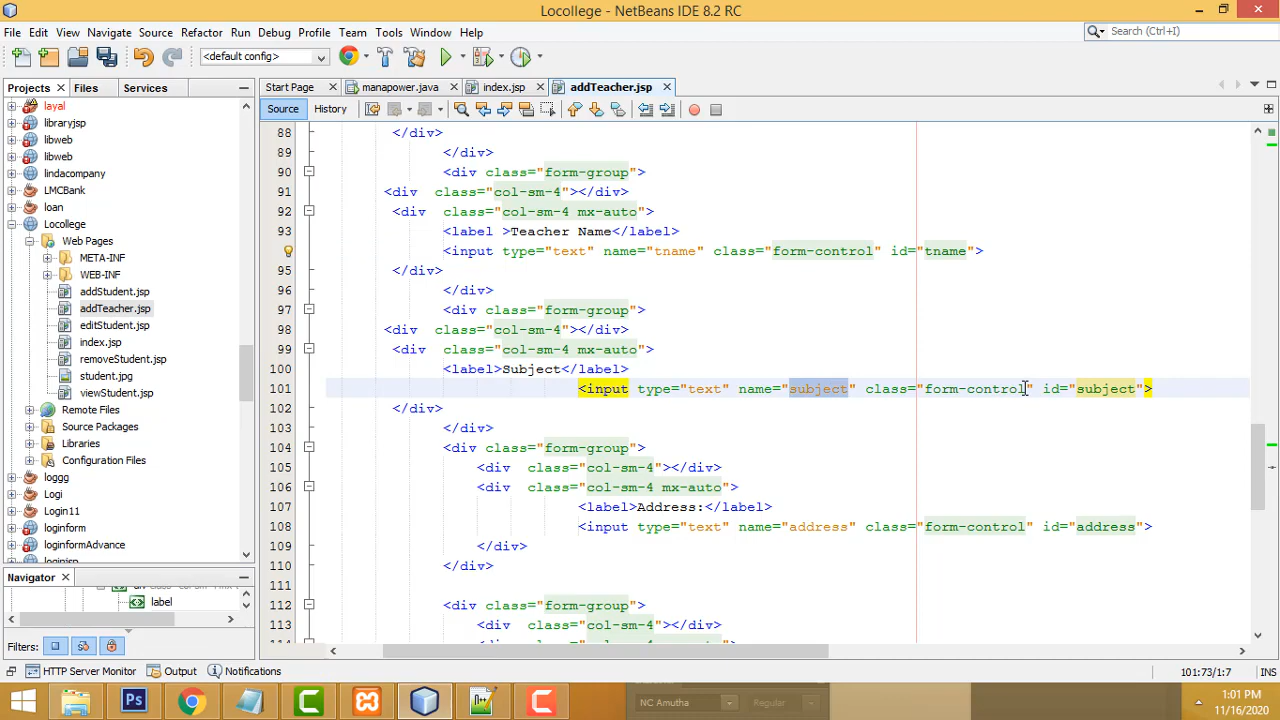 Locollege - NetBeans IDE 8.2 RC
File Edit View Navigate Source Refactor Run Debug Profile Team Tools Window Help
Search (Ctrl+I)
<default config>
Projects Files Services
Start Page manapower.java index.jsp addTeacher.jsp
Source History
layal
libraryjsp
libweb
libweb
lindacompany
LMCBank
loan
Locollege
Web Pages
META-INF
WEB-INF
addStudent.jsp
addTeacher.jsp
editStudent.jsp
index.jsp
removeStudent.jsp
student.jpg
viewStudent.jsp
Remote Files
Source Packages
Libraries
Configuration Files
loggg
Logi
Login11
loginform
loginformAdvance
88 </div>
89 </div>
90 <div class="form-group">
91 <div class="col-sm-4"></div>
92 <div class="col-sm-4 mx-auto">
93 <label >Teacher Name</label>
<input type="text" name="tname" class="form-control" id="tname">
95 </div>
96 </div>
97 <div class="form-group">
98 <div class="col-sm-4"></div>
99 <div class="col-sm-4 mx-auto">
100 <label>Subject</label>
101 <input type="text" name="subject" class="form-control" id="subject">
102 </div>
103 </div>
104 <div class="form-group">
105 <div class="col-sm-4"></div>
106 <div class="col-sm-4 mx-auto">
107 <label>Address:</label>
108 <input type="text" name="address" class="form-control" id="address">
109 </div>
110 </div>
111
112 <div class="form-group">
113 <div class="col-sm-4"></div>
Navigator
label
Filters:
HTTP Server Monitor Output Notifications
101:73/1:7 INS
NC Amutha Regular
1:01 PM
11/16/2020